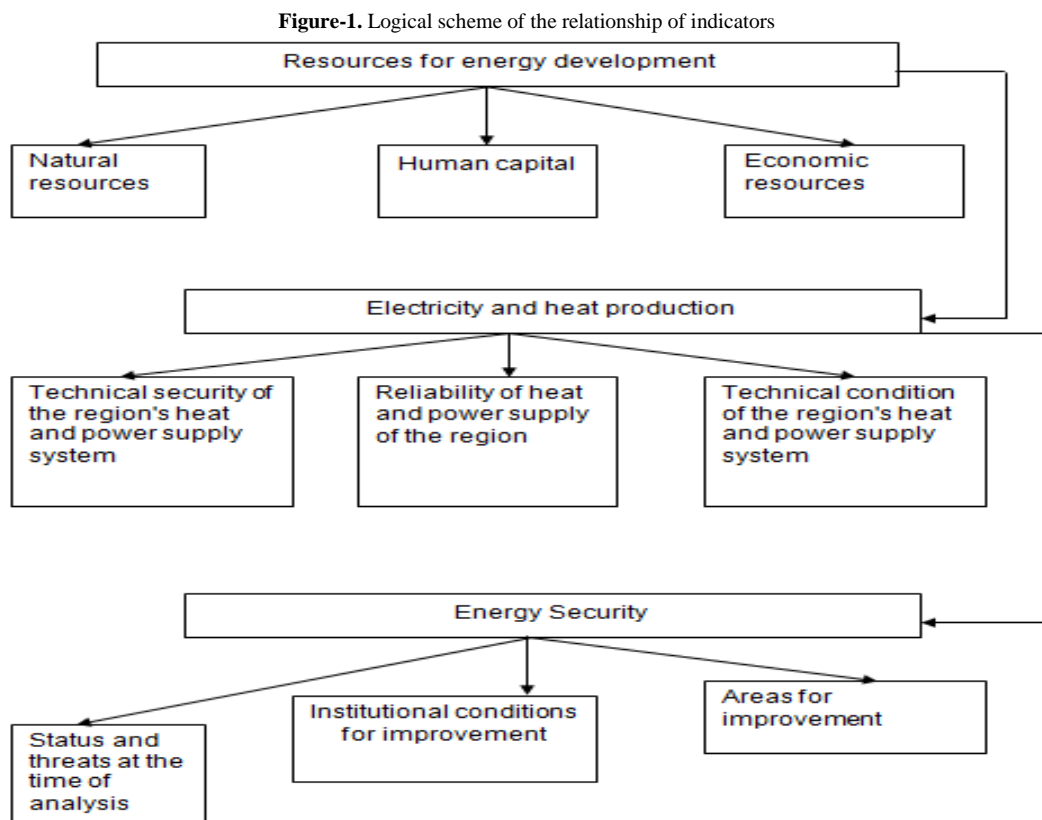 Figure-1. Logical scheme of the relationship of indicators
Resources for energy development
Natural
resources
Human capital
Economic
resources
Electricity and heat production
Technical security of
the region's heat
and power supply
system
Reliability of heat
and power supply
of the region
Technical condition
of the region's heat
and power supply
system
Energy Security
Status and
threats at the
time of
analysis
Institutional conditions
for improvement
Areas for
improvement